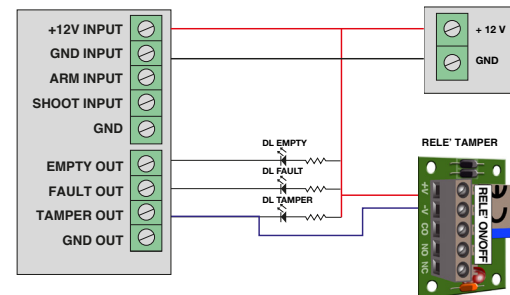 +12V INPUT
GND INPUT
ARM INPUT
SHOOT INPUT
GND
EMPTY OUT
FAULT OUT
TAMPER OUT
GND OUT
DL EMPTY
DL FAULT
DL TAMPER
+ 12 V
GND
RELE' TAMPER
+V
-V
CO
NO
NC
RELE' ON/OFF
CE